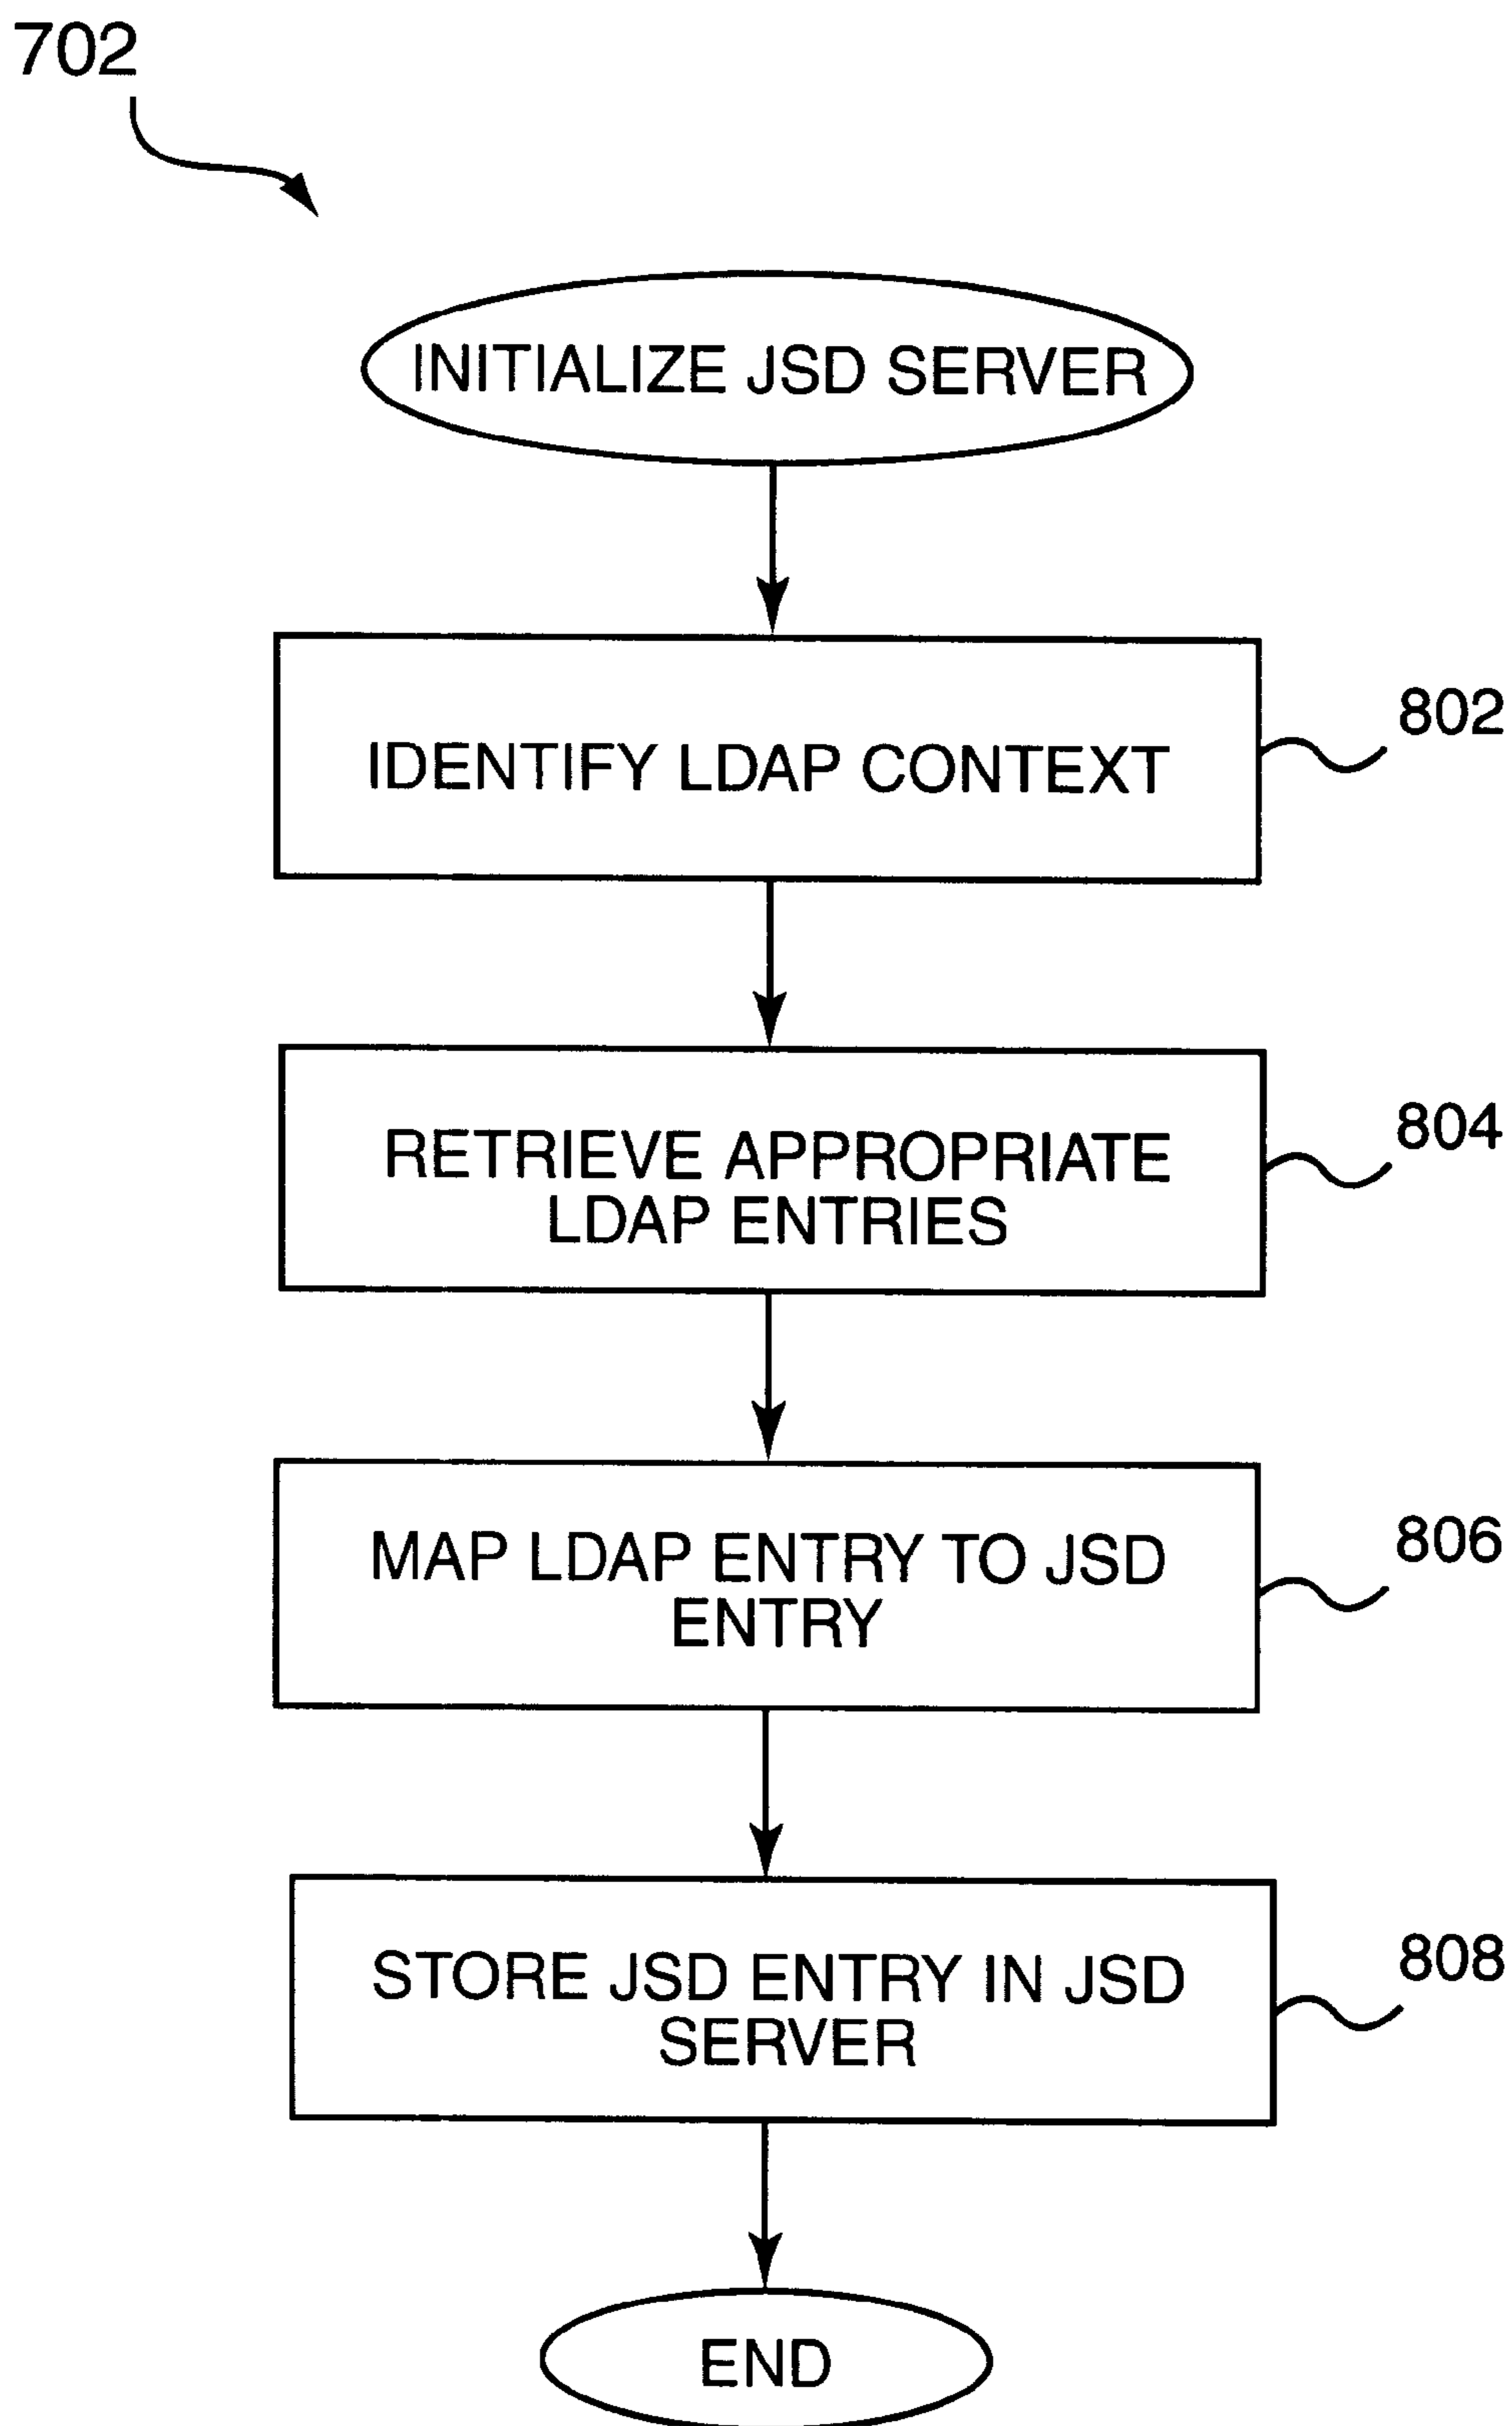 702
INITIALIZE JSD SERVER
IDENTIFY LDAP CONTEXT
802
RETRIEVE APPROPRIATE
LDAP ENTRIES
804
MAP LDAP ENTRY TO JSD
ENTRY
806
STORE JSD ENTRY IN JSD
SERVER
808
END